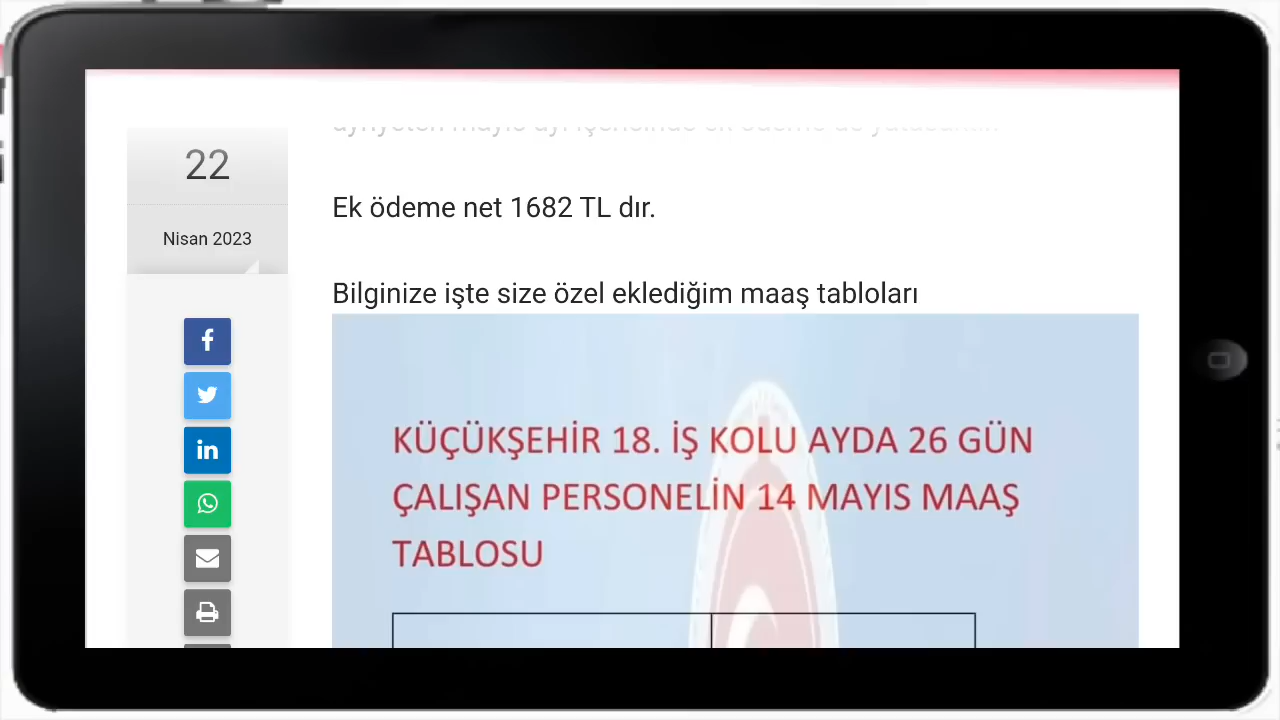 22
Nisan 2023
Ek ödeme net 1682 TL dır.
Bilginize işte size özel eklediğim maaş tabloları
KÜÇÜKŞEHİR 18. İŞ KOLU AYDA 26 GÜN
ÇALIŞAN PERSONELİN 14 MAYIS MAAŞ
TABLOSU